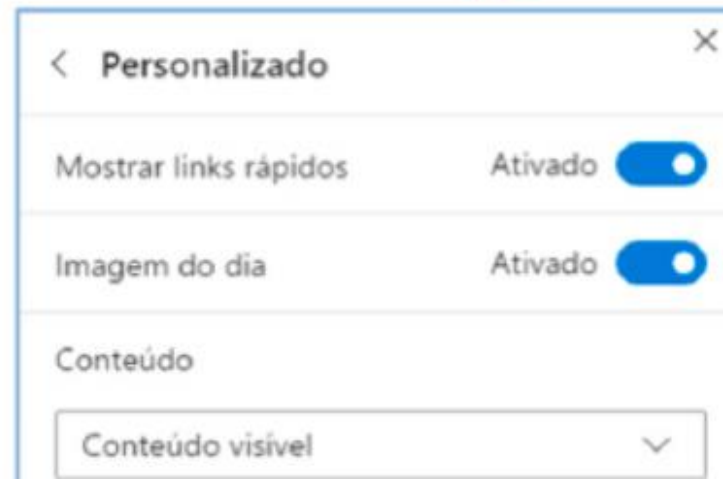 Personalizado
Mostrar links rápidos Ativado
Imagem do dia Ativado
Conteúdo
Conteúdo visível